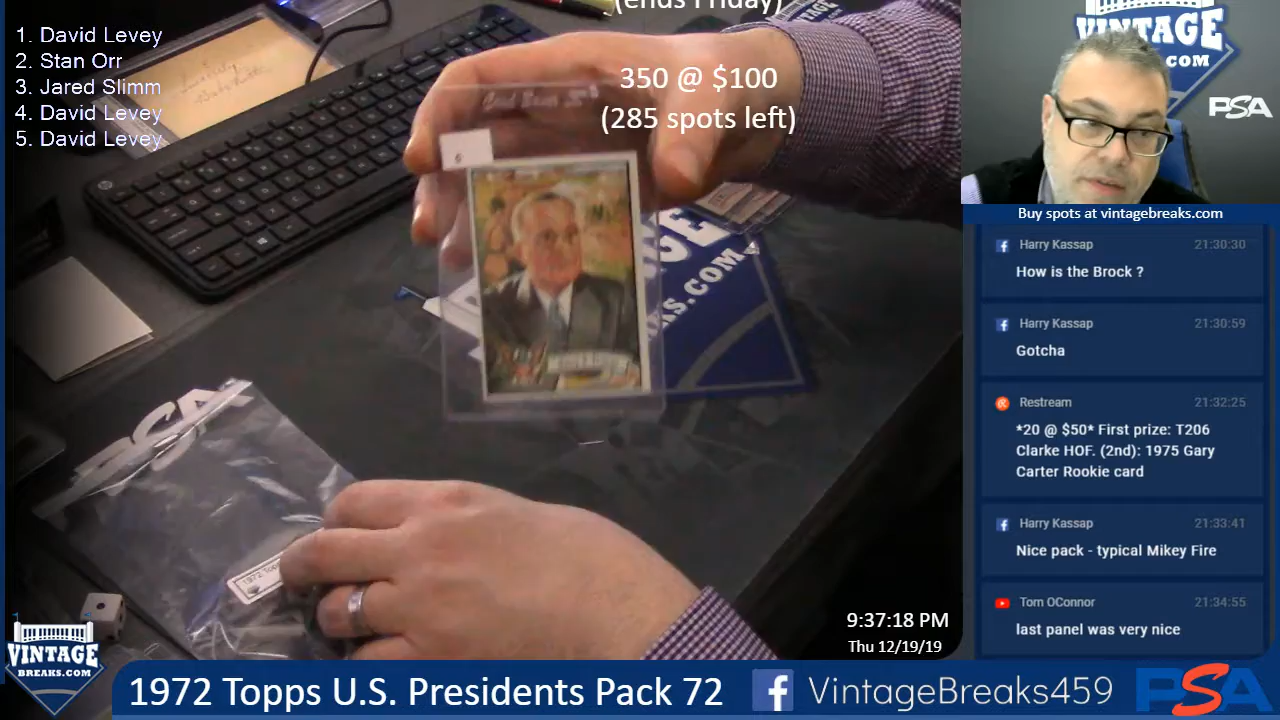 (ends Friday)
1. David Levey
2. Stan Orr
3. Jared Slimm
4. David Levey
5. David Levey
350 @ $100
(285 spots left)
VINTAGE
PSA
Buy spots at vintagebreaks.com
Harry Kassap 21:30:30
How is the Brock ?
Harry Kassap 21:30:59
Gotcha
Restream 21:32:25
*20 @ $50* First prize: T206
Clarke HOF. (2nd): 1975 Gary
Carter Rookie card
Harry Kassap 21:33:41
Nice pack - typical Mikey Fire
Tom OConnor 21:34:55
last panel was very nice
PSA
1972 Topps
9:37:18 PM
Thu 12/19/19
VINTAGE
BREAKS.COM
1972 Topps U.S. Presidents Pack 72
VintageBreaks459
PSA